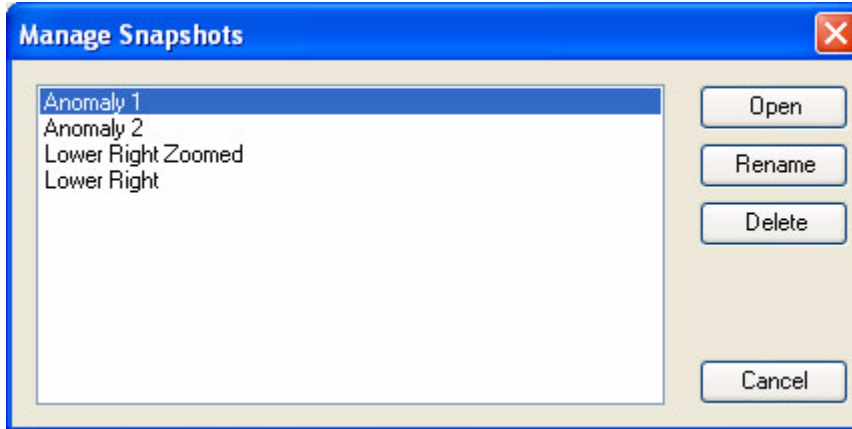 Manage Snapshots
Anomaly 1
Anomaly 2
Lower Right Zoomed
Lower Right
Open
Rename
Delete
Cancel